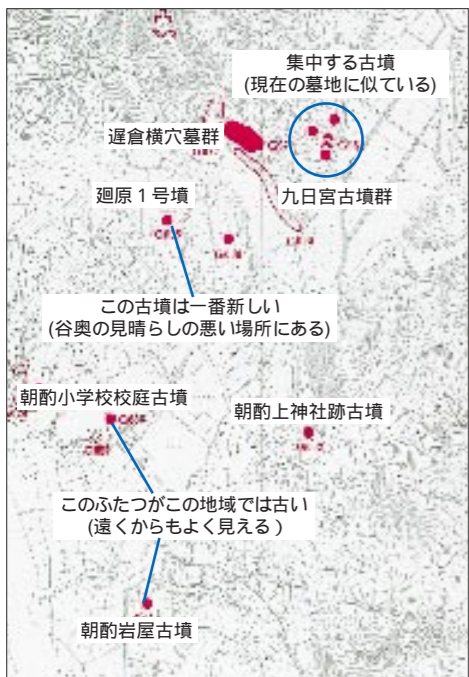 集中する古墳
(現在の墓地に似ている)
遅倉横穴墓群
九日宮古墳群
廻原１号墳
この古墳は一番新しい
(谷奥の見晴らしの悪い場所にある)
朝酌小学校校庭古墳
朝酌上神社跡古墳
このふたつがこの地域では古い
(遠くからもよく見える)
朝酌岩屋古墳